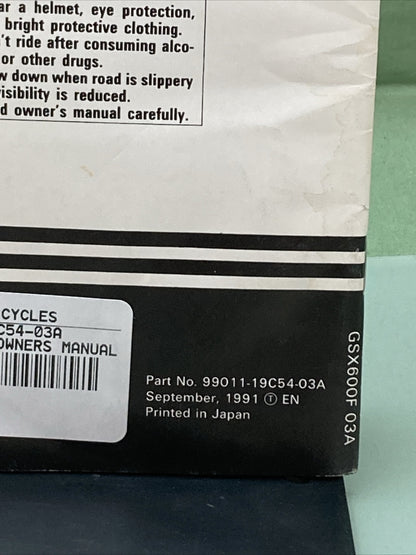 ar a helmet, eye protection,
bright protective clothing.
't ride after consuming alco-
or other drugs.
w down when road is slippery
isibility is reduced.
d owner's manual carefully.
CYCLES
C54-03A
OWNERS MANUAL
Part No. 99011-19C54-03A
September, 1991 Ⓣ EN
Printed in Japan
GSX600F 03A